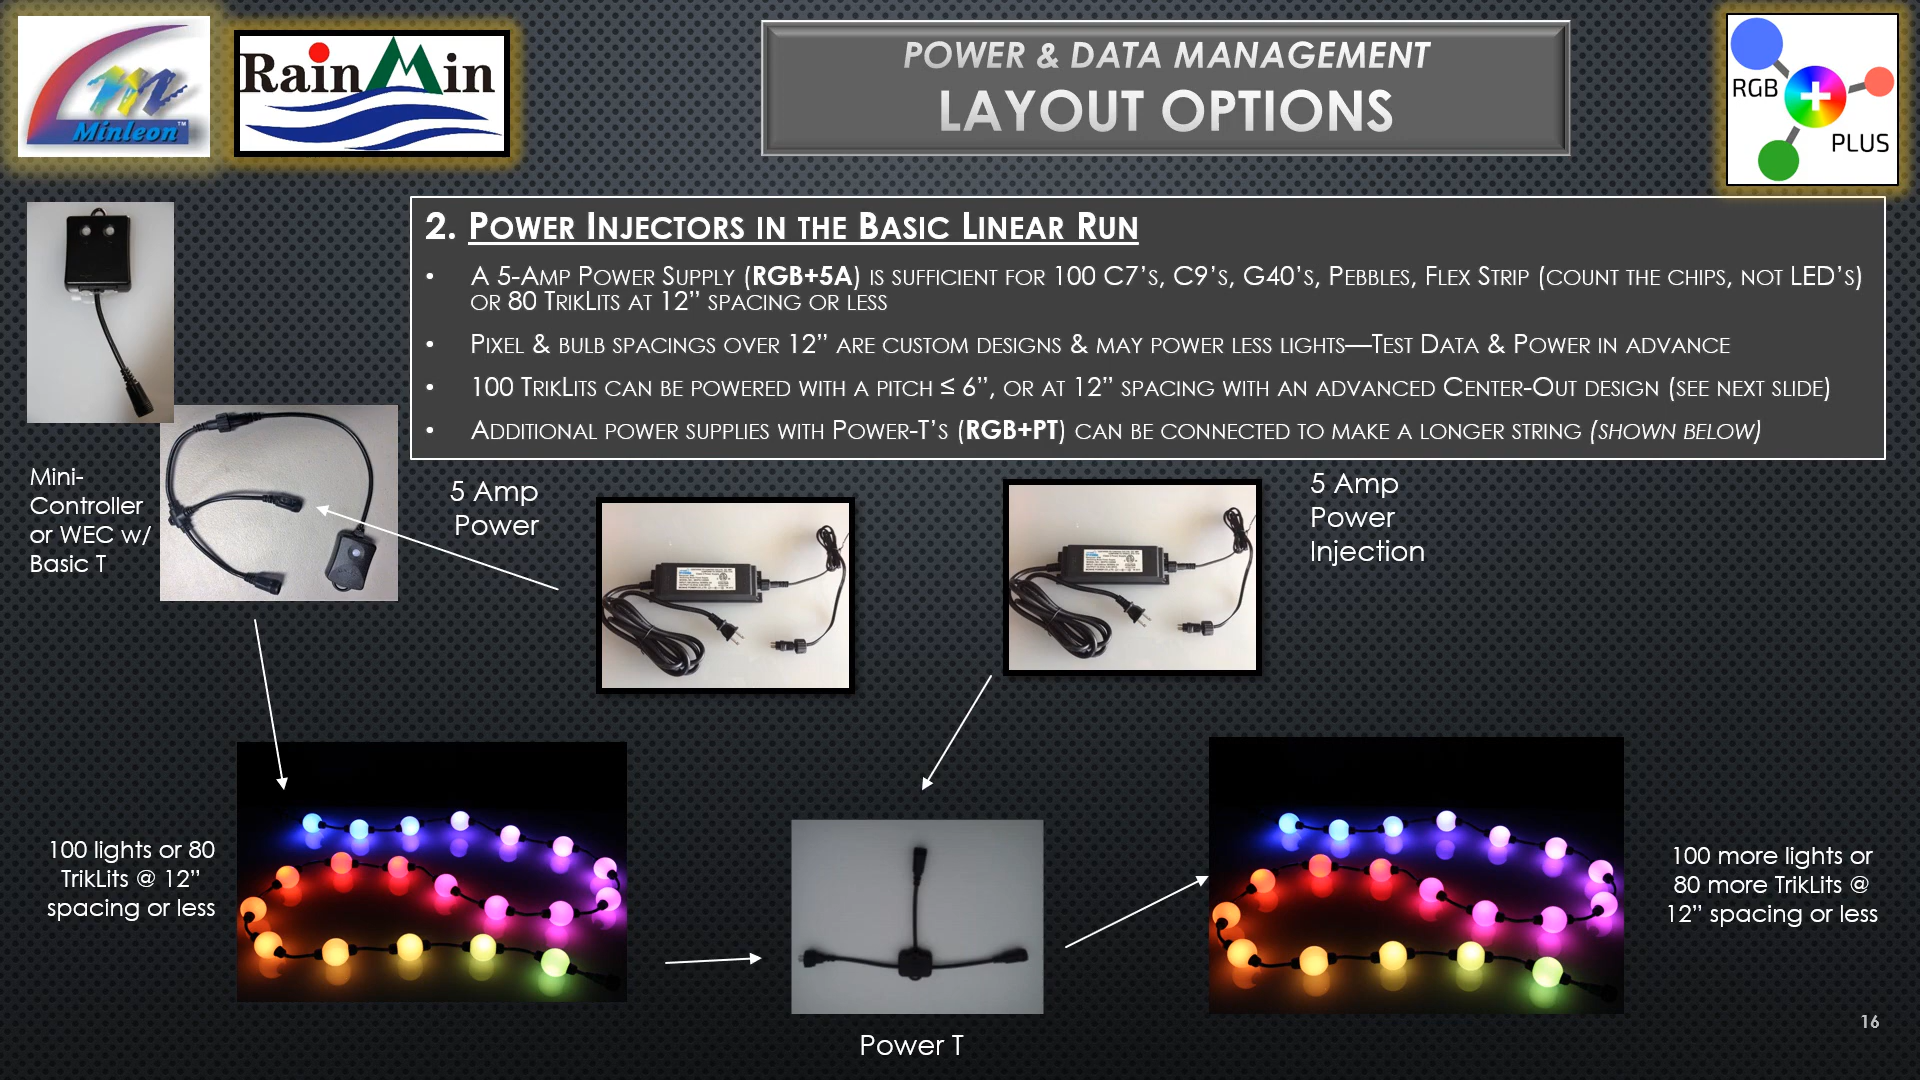 Minleon™
RainMin
POWER & DATA MANAGEMENT
LAYOUT OPTIONS
RGB
+
PLUS
2. Power Injectors in the Basic Linear Run
• A 5-Amp Power Supply (RGB+5A) is sufficient for 100 C7's, C9's, G40's, Pebbles, Flex Strip (count the chips, not LED's)
or 80 TrikLits at 12” spacing or less
• Pixel & bulb spacings over 12” are custom designs & may power less lights—Test Data & Power in advance
• 100 TrikLits can be powered with a pitch ≤ 6”, or at 12” spacing with an advanced Center-Out design (see next slide)
• Additional power supplies with Power-T's (RGB+PT) can be connected to make a longer string (shown below)
Mini-
Controller
or WEC w/
Basic T
5 Amp
Power
5 Amp
Power
Injection
100 lights or 80
TrikLits @ 12”
spacing or less
100 more lights or
80 more TrikLits @
12” spacing or less
Power T
16